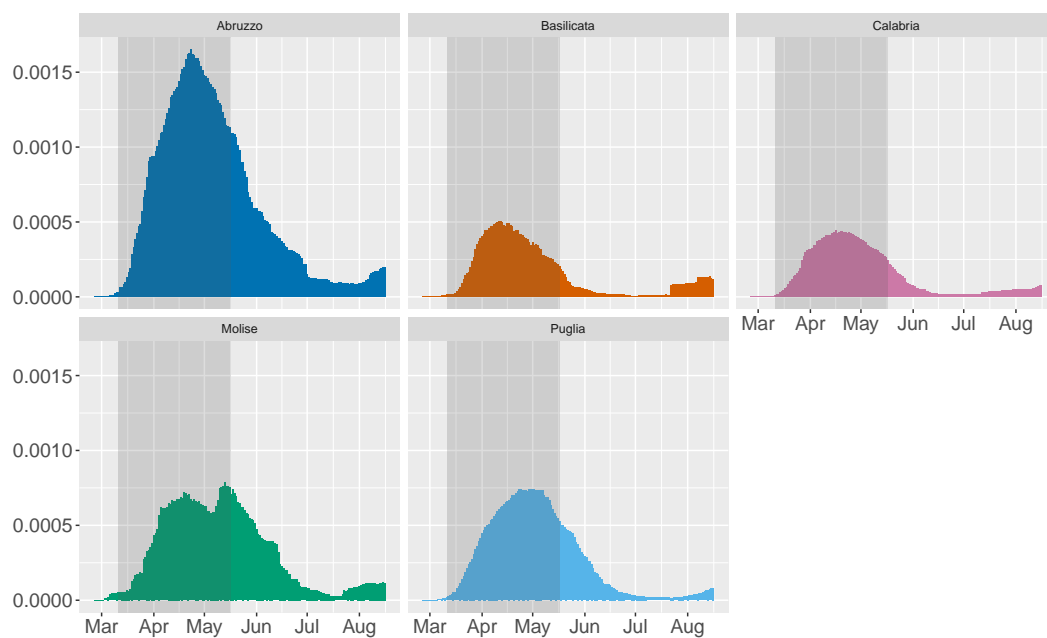 Abruzzo Basilicata Calabria
0.0015
0.0010
0.0005
0.0000
Mar Apr May Jun Jul Aug
Molise Puglia
0.0015
0.0010
0.0005
0.0000
Mar Apr May Jun Jul Aug Mar Apr May Jun Jul Aug